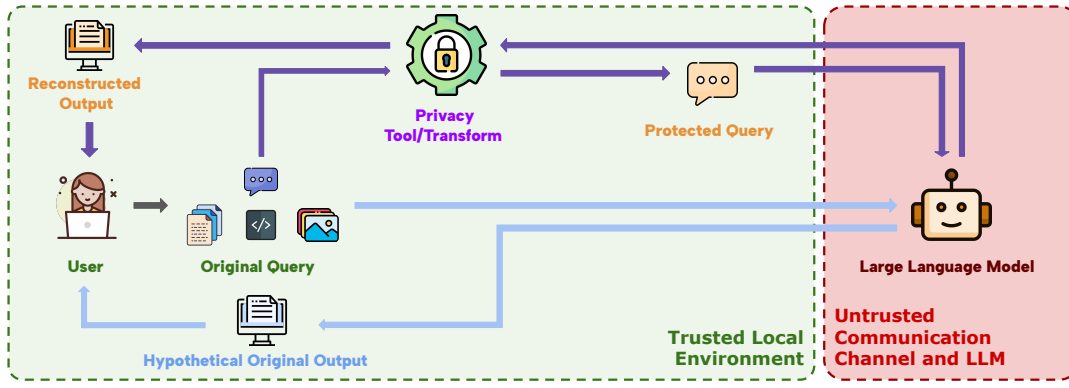 Reconstructed
Output
Privacy
Tool/Transform
Protected Query
</>
User
Original Query
Large Language Model
Hypothetical Original Output
Trusted Local
Environment
Untrusted
Communication
Channel and LLM